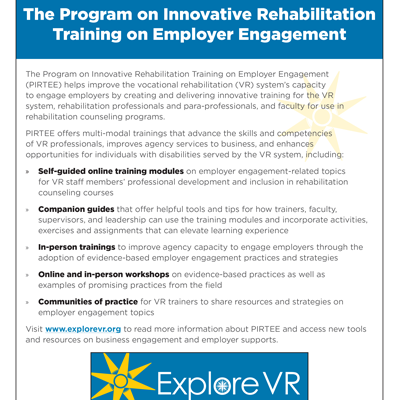 The Program on Innovative Rehabilitation
Training on Employer Engagement
The Program on Innovative Rehabilitation Training on Employer Engagement
(PIRTEE) helps improve the vocational rehabilitation (VR) system's capacity
to engage employers by creating and delivering innovative training for the VR
system, rehabilitation professionals and para-professionals, and faculty for use in
rehabilitation counseling programs.
PIRTEE offers multi-modal trainings that advance the skills and competencies
of VR professionals, improves agency services to business, and enhances
opportunities for individuals with disabilities served by the VR system, including:
» Self-guided online training modules on employer engagement-related topics
for VR staff members' professional development and inclusion in rehabilitation
counseling courses
» Companion guides that offer helpful tools and tips for how trainers, faculty,
supervisors, and leadership can use the training modules and incorporate activities,
exercises and assignments that can elevate learning experience
» In-person trainings to improve agency capacity to engage employers through the
adoption of evidence-based employer engagement practices and strategies
» Online and in-person workshops on evidence-based practices as well as
examples of promising practices from the field
» Communities of practice for VR trainers to share resources and strategies on
employer engagement topics
Visit www.explorevr.org to read more information about PIRTEE and access new tools
and resources on business engagement and employer supports.
Explore VR